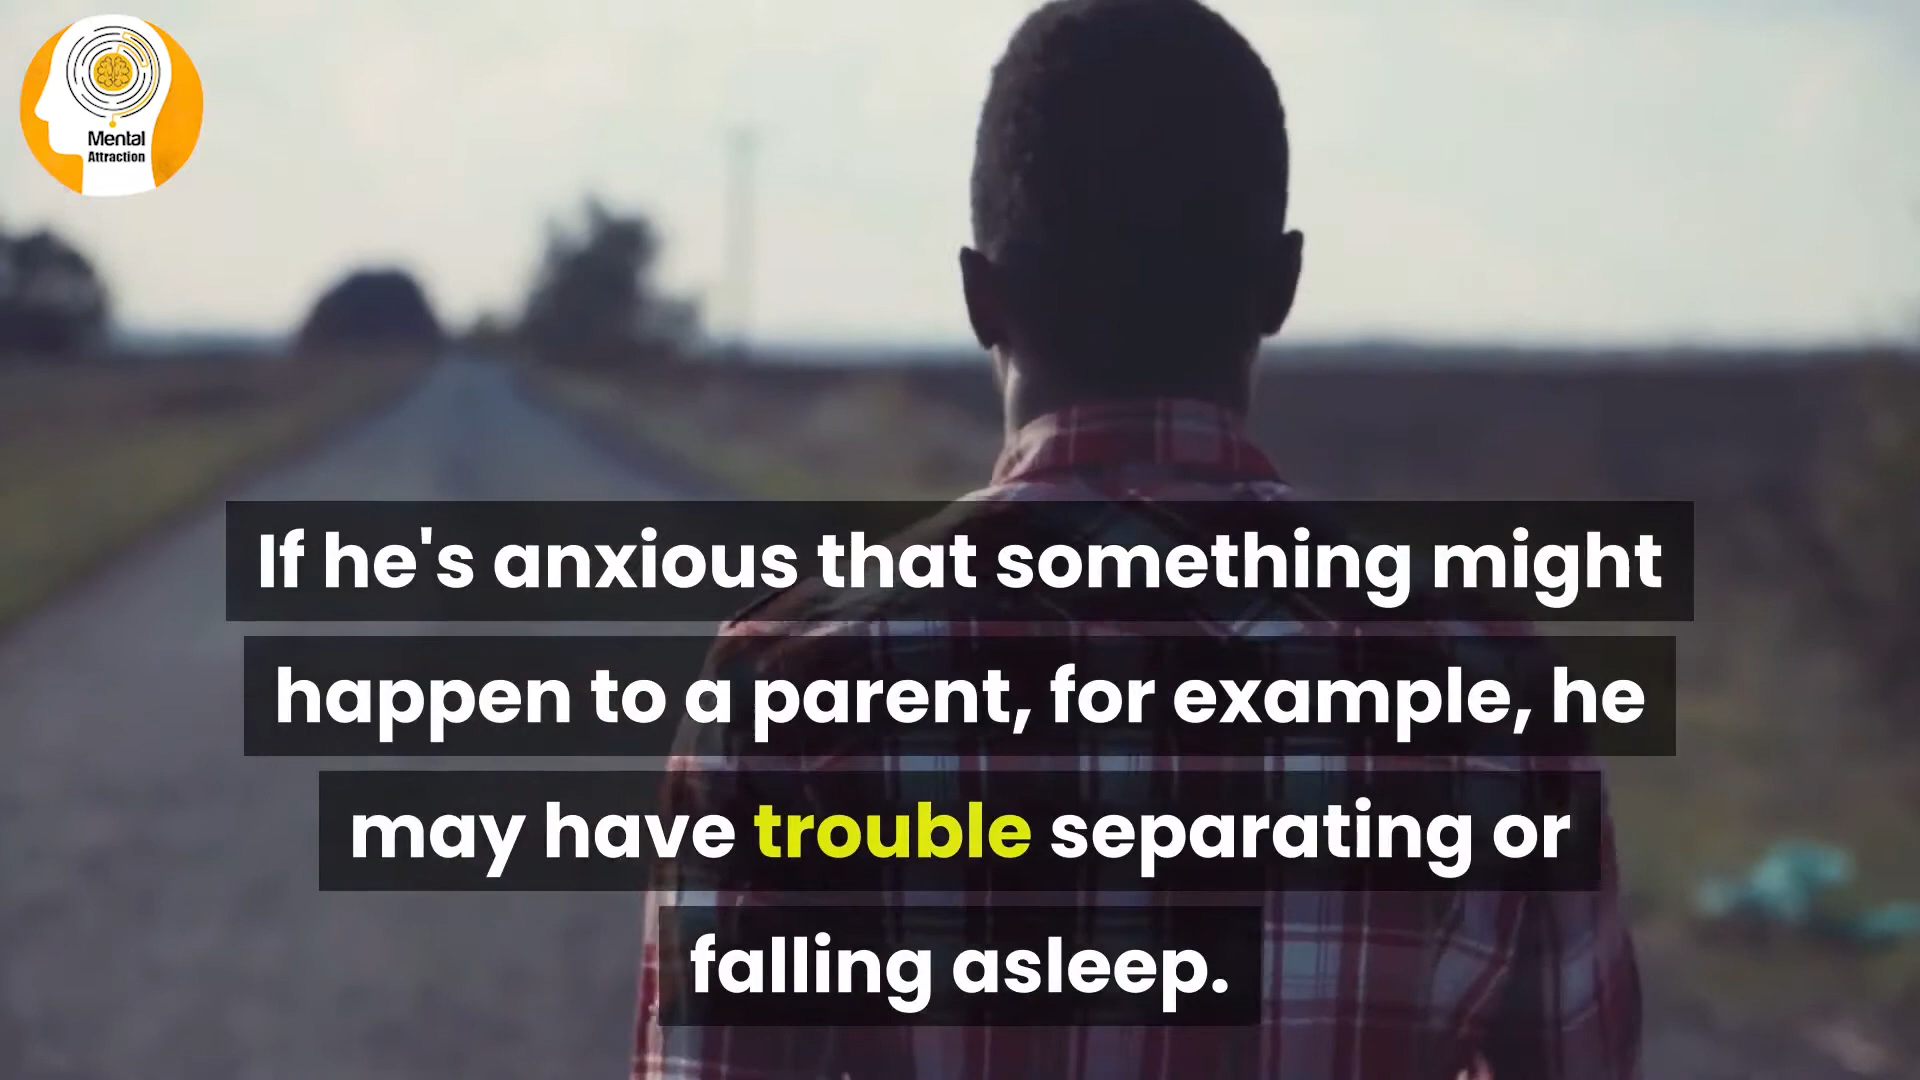 Mental
Attraction
If he's anxious that something might
happen to a parent, for example, he
may have trouble separating or
falling asleep.